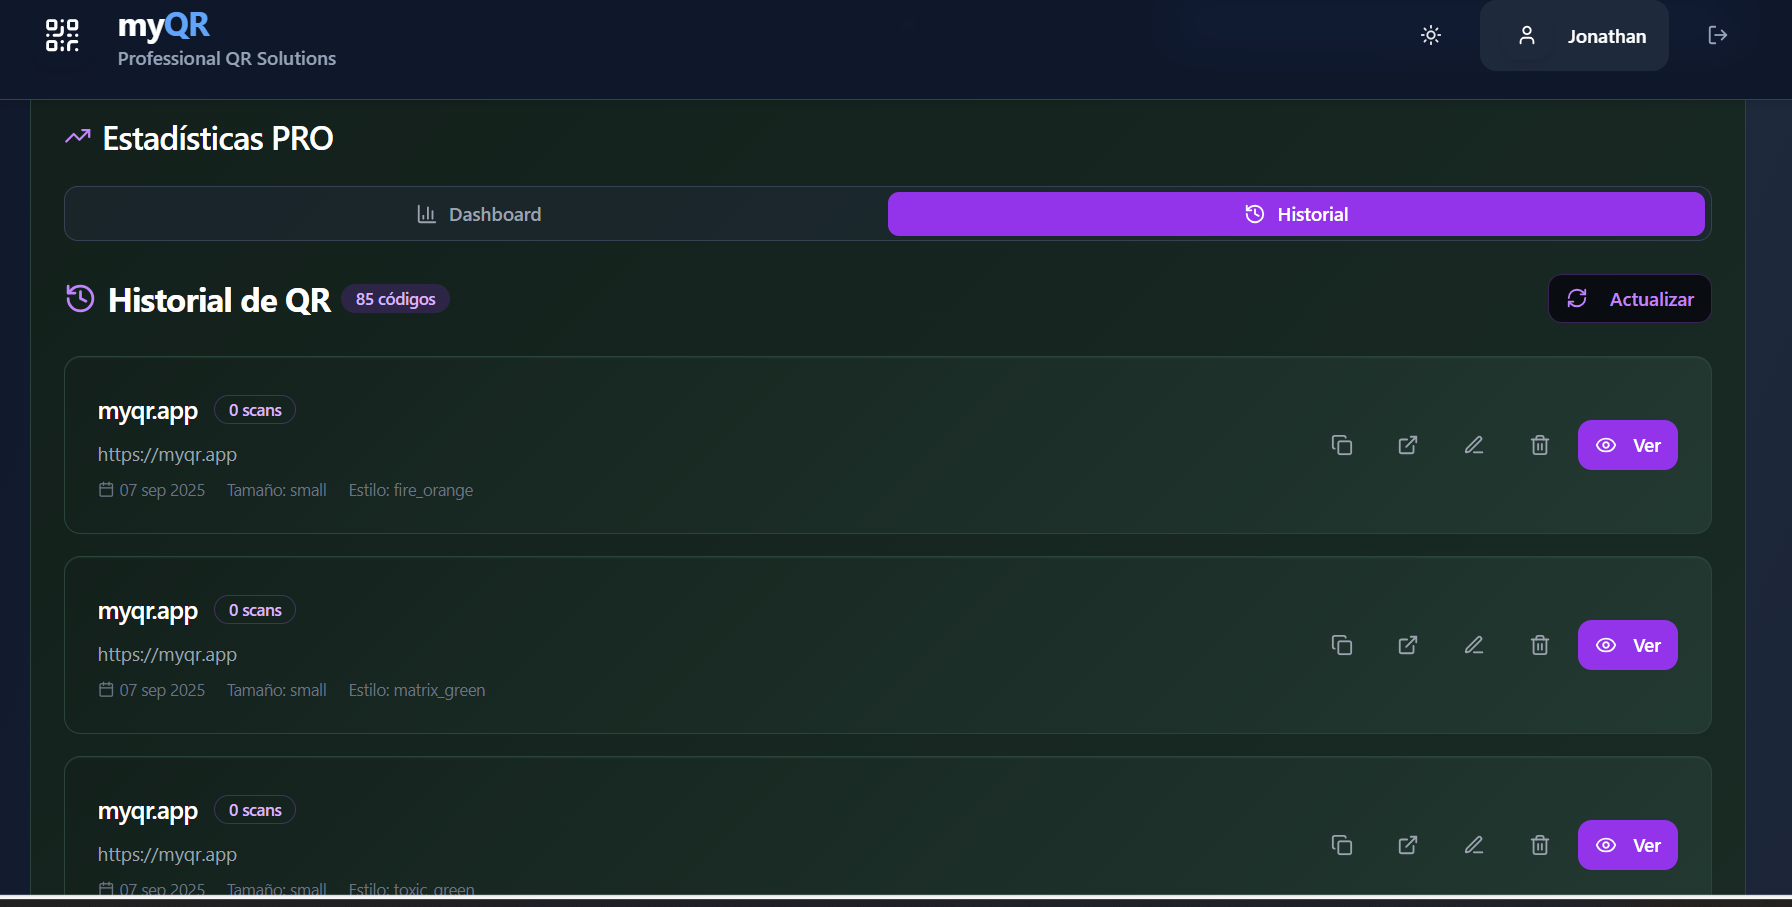 myQR
Professional QR Solutions
Jonathan
Estadísticas PRO
Dashboard
Historial
Historial de QR
85 códigos
Actualizar
myqr.app
0 scans
https://myqr.app
07 sep 2025 Tamaño: small Estilo: fire_orange
Ver
myqr.app
0 scans
https://myqr.app
07 sep 2025 Tamaño: small Estilo: matrix_green
Ver
myqr.app
0 scans
https://myqr.app
07 sep 2025 Tamaño: small Estilo: toxic_green
Ver